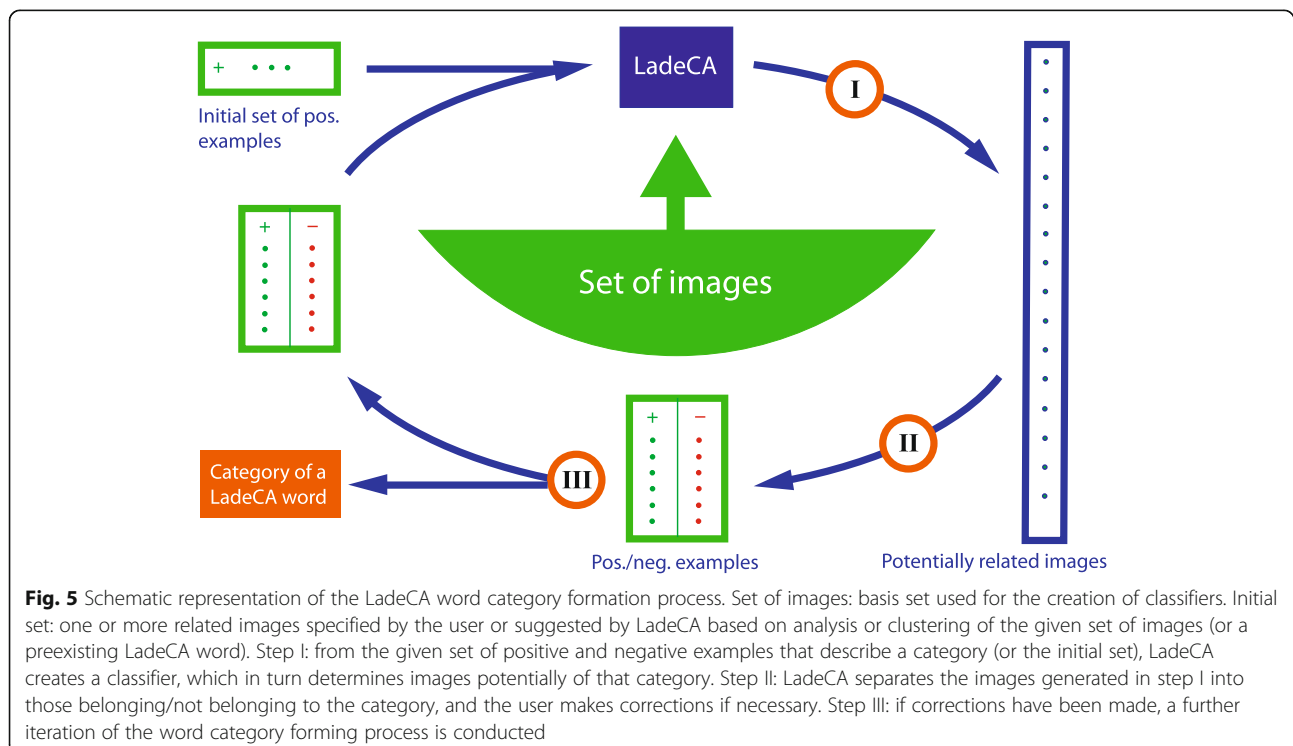 + • • •
Initial set of pos.
examples
LadeCA
I
+ −
Set of images
II
III
Category of a
LadeCA word
+ −
Pos./neg. examples
Potentially related images
Fig. 5 Schematic representation of the LadeCA word category formation process. Set of images: basis set used for the creation of classifiers. Initial
set: one or more related images specified by the user or suggested by LadeCA based on analysis or clustering of the given set of images (or a
preexisting LadeCA word). Step I: from the given set of positive and negative examples that describe a category (or the initial set), LadeCA
creates a classifier, which in turn determines images potentially of that category. Step II: LadeCA separates the images generated in step I into
those belonging/not belonging to the category, and the user makes corrections if necessary. Step III: if corrections have been made, a further
iteration of the word category forming process is conducted